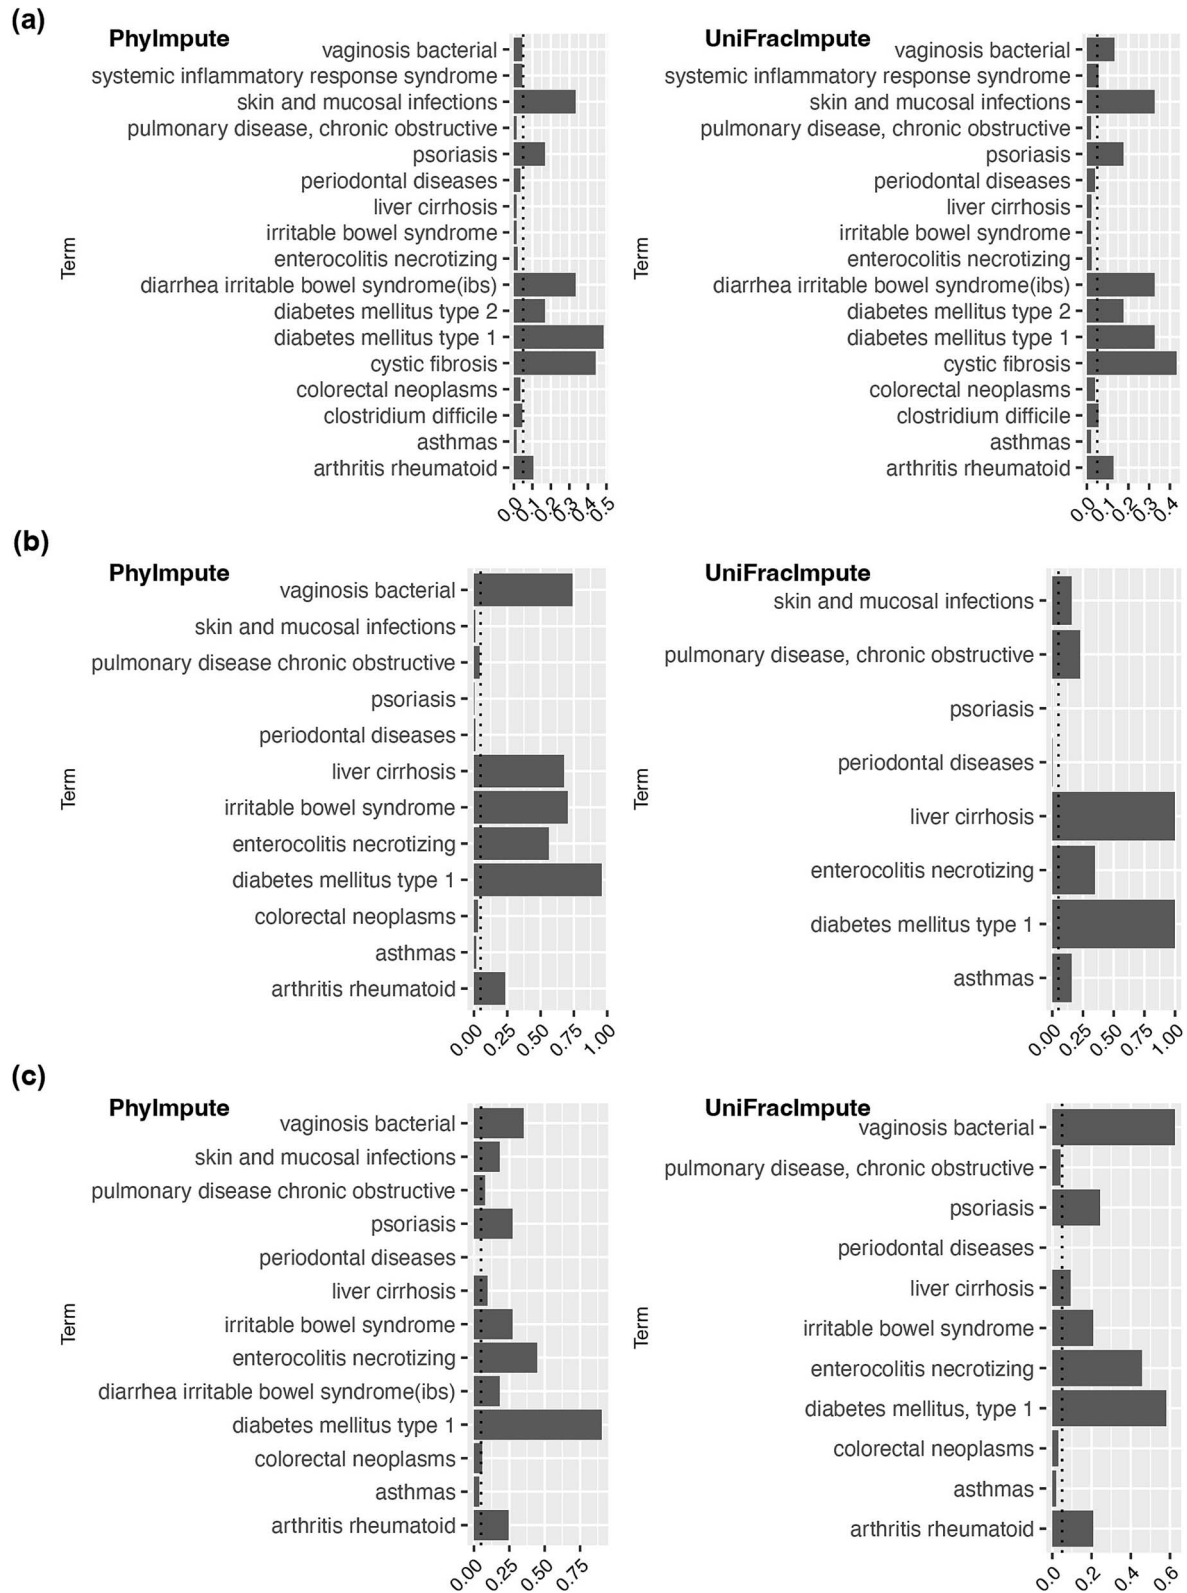 (a)
PhyImpute
vaginosis bacterial
systemic inflammatory response syndrome
skin and mucosal infections
pulmonary disease, chronic obstructive
psoriasis
periodontal diseases
liver cirrhosis
irritable bowel syndrome
enterocolitis necrotizing
diarrhea irritable bowel syndrome(ibs)
diabetes mellitus type 2
diabetes mellitus type 1
cystic fibrosis
colorectal neoplasms
clostridium difficile
asthmas
arthritis rheumatoid
Term
0.0 0.1 0.2 0.3 0.4 0.5
UniFracImpute
vaginosis bacterial
systemic inflammatory response syndrome
skin and mucosal infections
pulmonary disease, chronic obstructive
psoriasis
periodontal diseases
liver cirrhosis
irritable bowel syndrome
enterocolitis necrotizing
diarrhea irritable bowel syndrome(ibs)
diabetes mellitus type 2
diabetes mellitus type 1
cystic fibrosis
colorectal neoplasms
clostridium difficile
asthmas
arthritis rheumatoid
Term
0.0 0.1 0.2 0.3 0.4
(b)
PhyImpute
vaginosis bacterial
skin and mucosal infections
pulmonary disease chronic obstructive
psoriasis
periodontal diseases
liver cirrhosis
irritable bowel syndrome
enterocolitis necrotizing
diabetes mellitus type 1
colorectal neoplasms
asthmas
arthritis rheumatoid
Term
0.00 0.25 0.50 0.75 1.00
UniFracImpute
skin and mucosal infections
pulmonary disease, chronic obstructive
psoriasis
periodontal diseases
liver cirrhosis
enterocolitis necrotizing
diabetes mellitus type 1
asthmas
Term
0.00 0.25 0.50 0.75 1.00
(c)
PhyImpute
vaginosis bacterial
skin and mucosal infections
pulmonary disease chronic obstructive
psoriasis
periodontal diseases
liver cirrhosis
irritable bowel syndrome
enterocolitis necrotizing
diarrhea irritable bowel syndrome(ibs)
diabetes mellitus type 1
colorectal neoplasms
asthmas
arthritis rheumatoid
Term
0.00 0.25 0.50 0.75
UniFracImpute
vaginosis bacterial
pulmonary disease, chronic obstructive
psoriasis
periodontal diseases
liver cirrhosis
irritable bowel syndrome
enterocolitis necrotizing
diabetes mellitus, type 1
colorectal neoplasms
asthmas
arthritis rheumatoid
Term
0.0 0.2 0.4 0.6